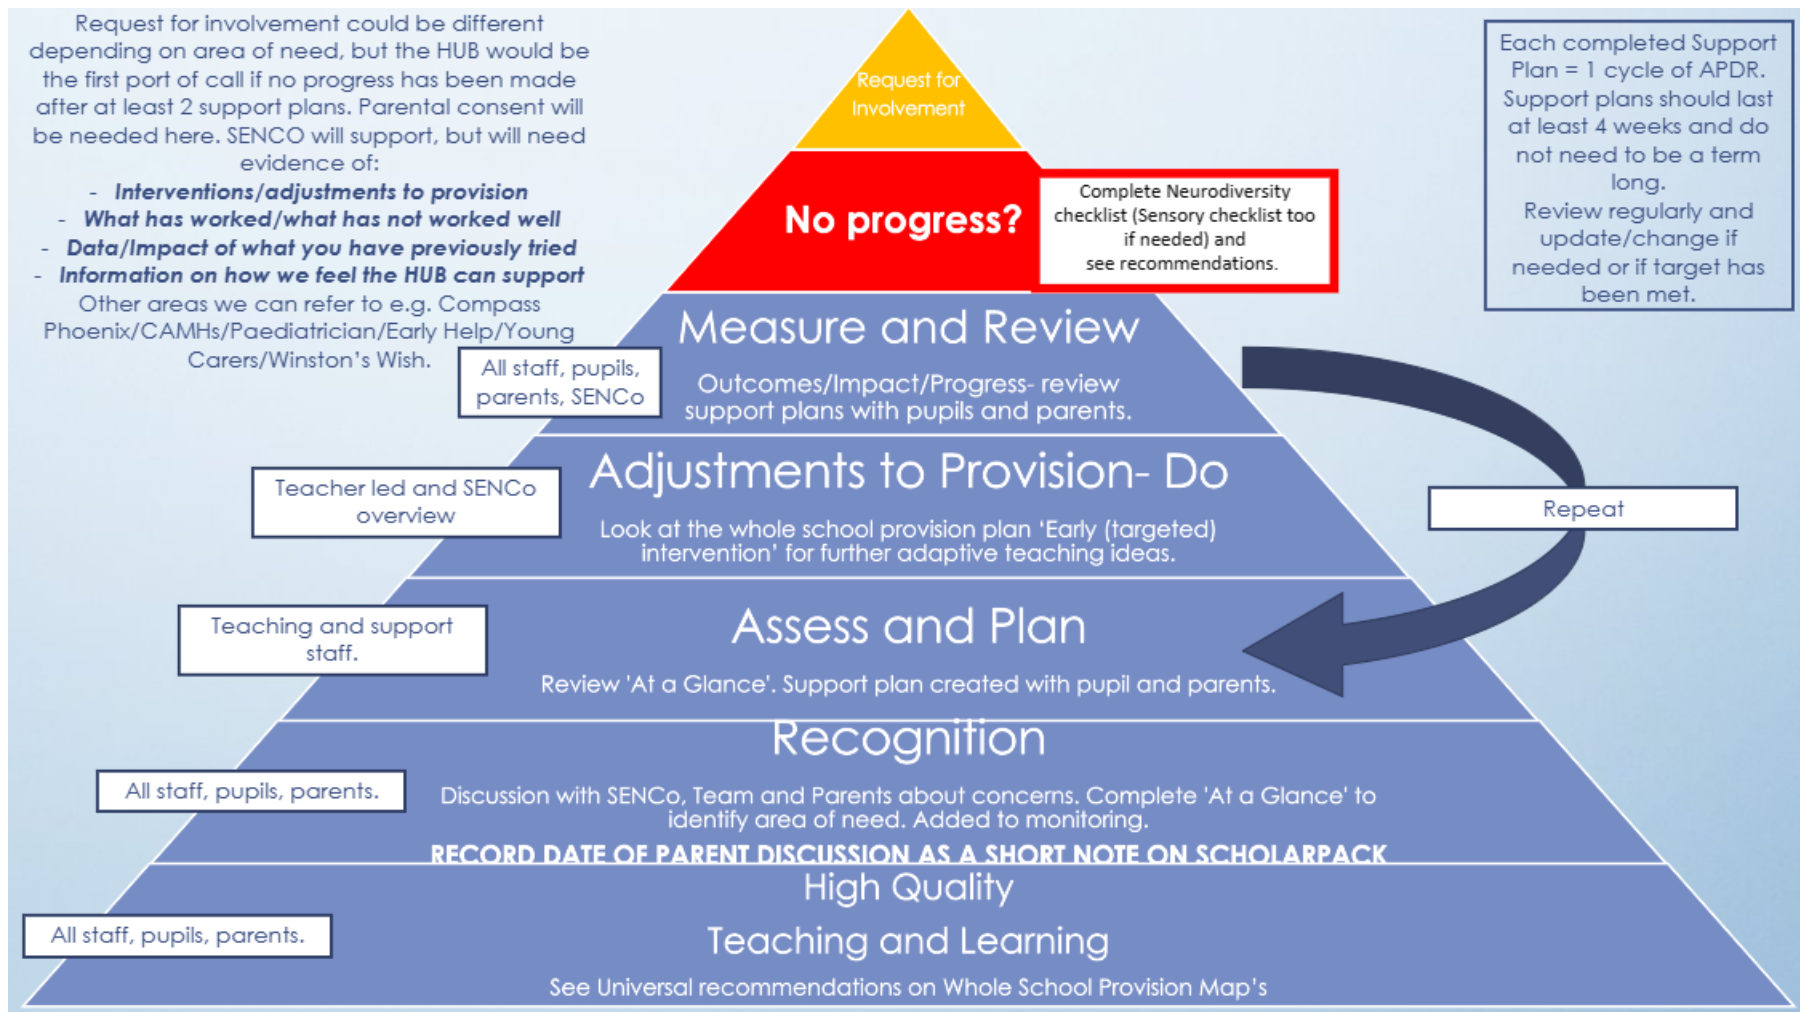 Request for involvement could be different
depending on area of need, but the HUB would be
the first port of call if no progress has been made
after at least 2 support plans. Parental consent will
be needed here. SENCO will support, but will need
evidence of:
- Interventions/adjustments to provision
- What has worked/what has not worked well
- Data/Impact of what you have previously tried
- Information on how we feel the HUB can support
Other areas we can refer to e.g. Compass
Phoenix/CAMHs/Paediatrician/Early Help/Young
Carers/Winston's Wish.
Request for
Involvement
Each completed Support
Plan = 1 cycle of APDR.
Support plans should last
at least 4 weeks and do
not need to be a term
long.
Review regularly and
update/change if
needed or if target has
been met.
No progress?
Complete Neurodiversity
checklist (Sensory checklist too
if needed) and
see recommendations.
Measure and Review
Outcomes/Impact/Progress- review
support plans with pupils and parents.
All staff, pupils,
parents, SENCo
Adjustments to Provision- Do
Look at the whole school provision plan 'Early (targeted)
intervention' for further adaptive teaching ideas.
Teacher led and SENCo
overview
Repeat
Assess and Plan
Review 'At a Glance'. Support plan created with pupil and parents.
Teaching and support
staff.
Recognition
Discussion with SENCo, Team and Parents about concerns. Complete 'At a Glance' to
identify area of need. Added to monitoring.
RECORD DATE OF PARENT DISCUSSION AS A SHORT NOTE ON SCHOLARPACK
All staff, pupils, parents.
High Quality
Teaching and Learning
See Universal recommendations on Whole School Provision Map's
All staff, pupils, parents.